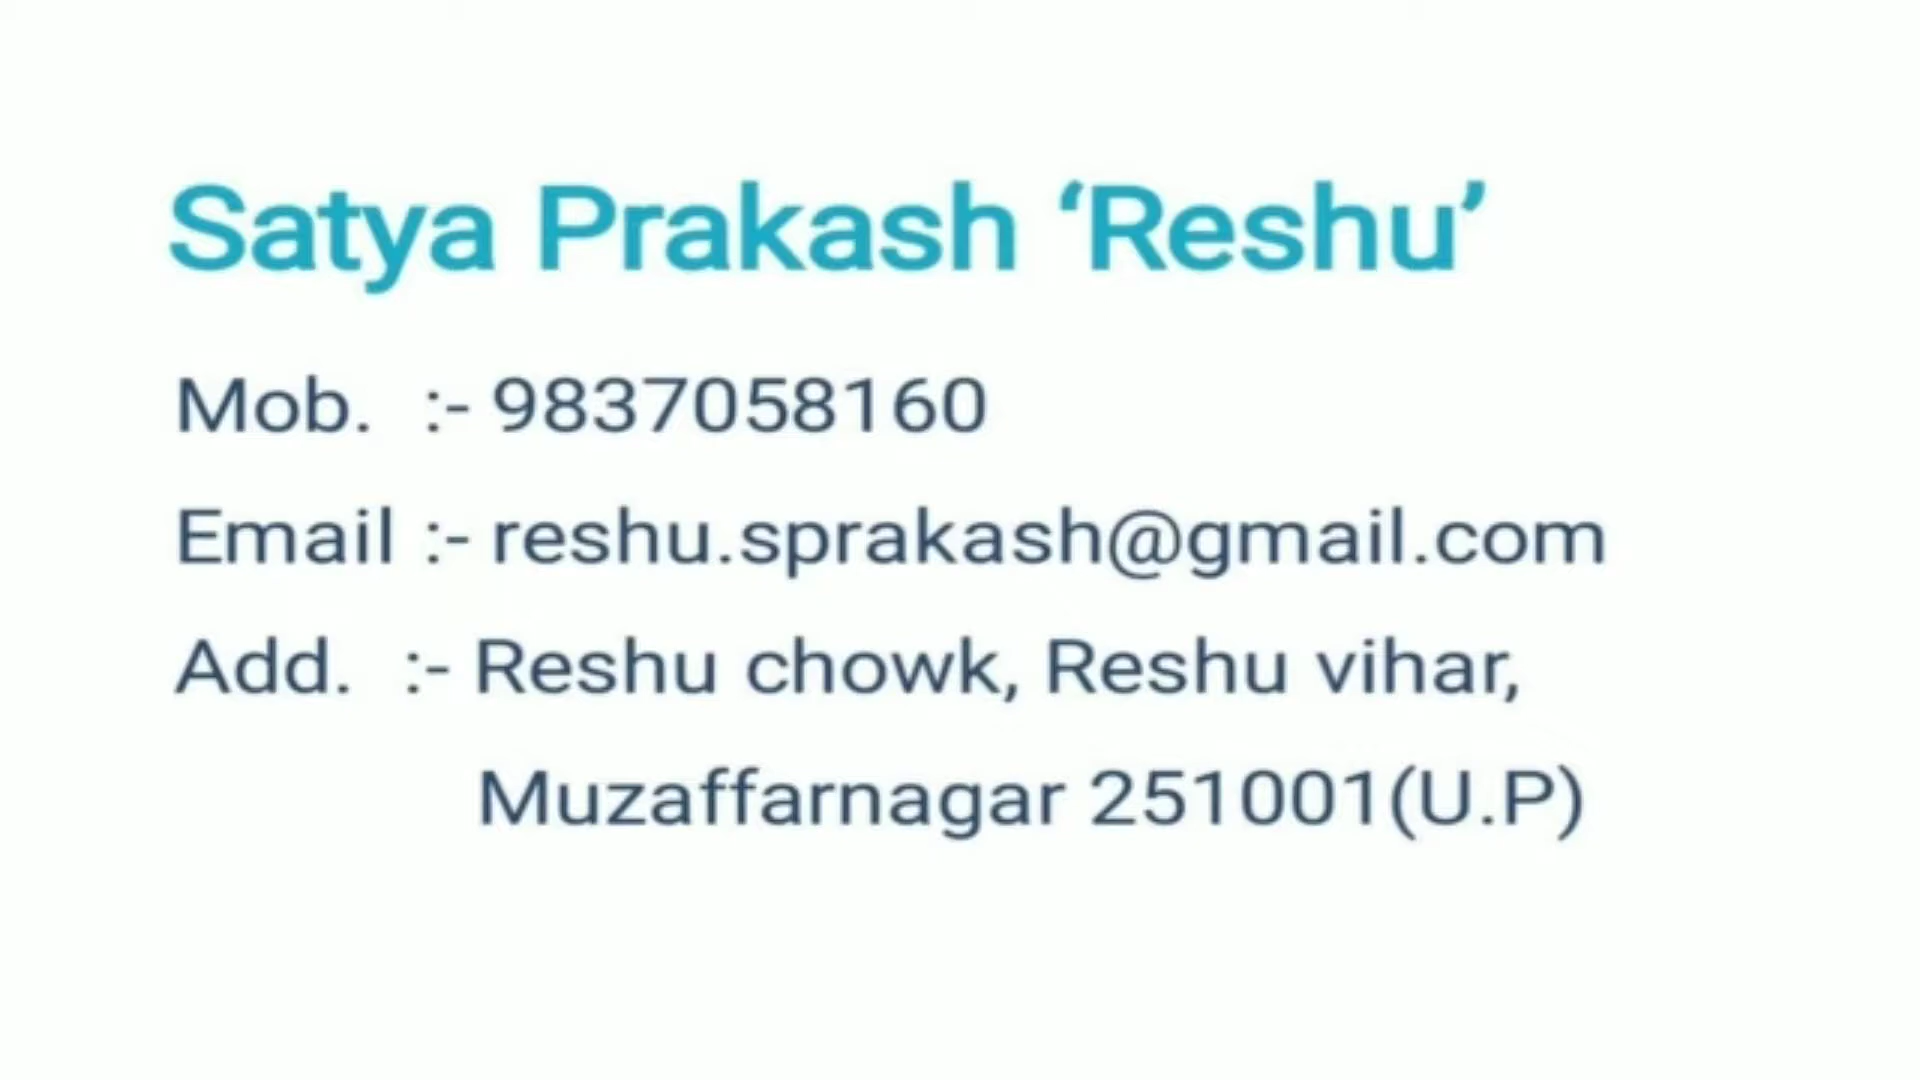 Satya Prakash ‘Reshu’
Mob. :- 9837058160
Email :- reshu.sprakash@gmail.com
Add. :- Reshu chowk, Reshu vihar,
Muzaffarnagar 251001(U.P)